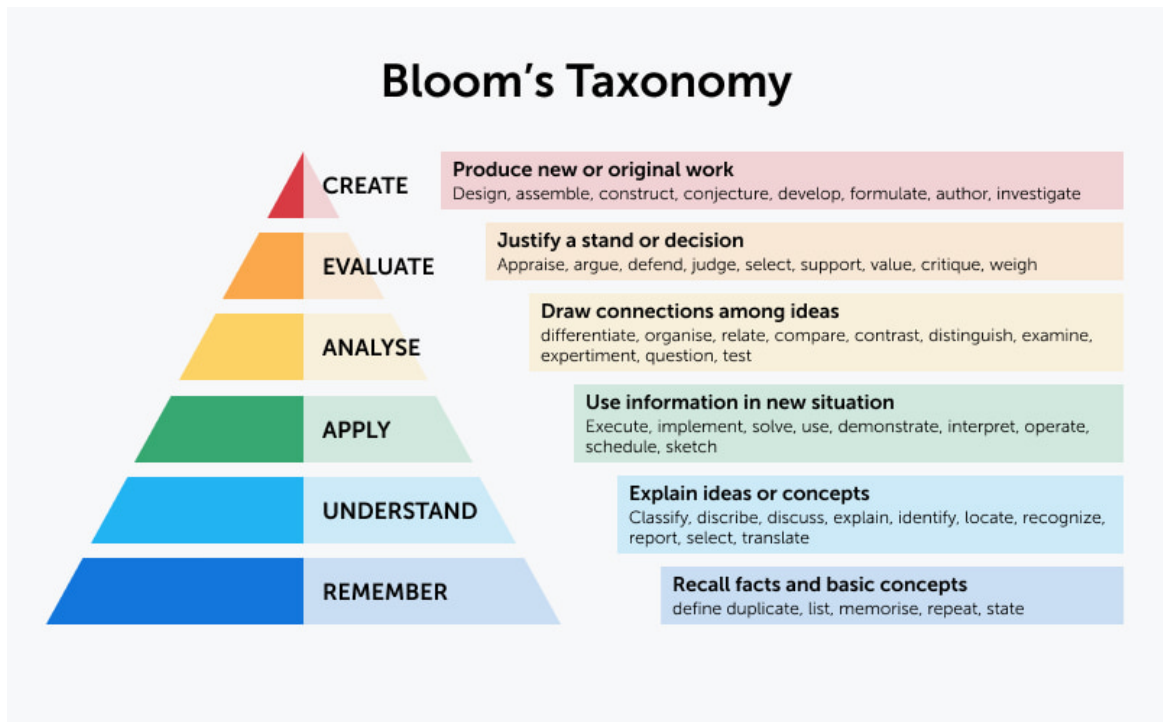 Bloom's Taxonomy
CREATE
Produce new or original work
Design, assemble, construct, conjecture, develop, formulate, author, investigate
EVALUATE
Justify a stand or decision
Appraise, argue, defend, judge, select, support, value, critique, weigh
ANALYSE
Draw connections among ideas
differentiate, organise, relate, compare, contrast, distinguish, examine,
expertiment, question, test
APPLY
Use information in new situation
Execute, implement, solve, use, demonstrate, interpret, operate,
schedule, sketch
UNDERSTAND
Explain ideas or concepts
Classify, discribe, discuss, explain, identify, locate, recognize,
report, select, translate
REMEMBER
Recall facts and basic concepts
define duplicate, list, memorise, repeat, state